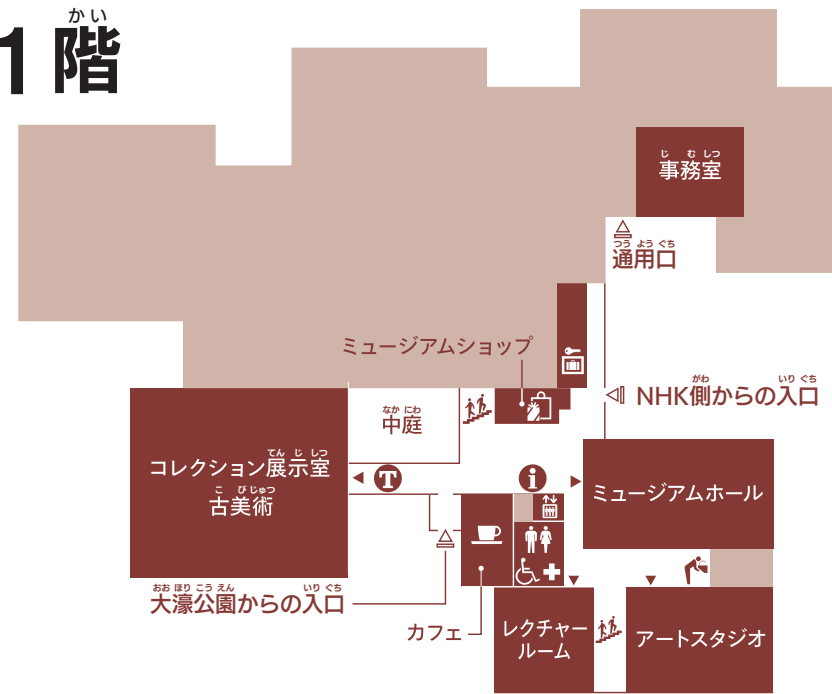 かい
1階
じむしつ
事務室
つうようぐち
通用口
ミュージアムショップ
がわ いりぐち
NHK側からの入口
なかにわ
中庭
てんじしつ
コレクション展示室
こびじゅつ
古美術
T
i
ミュージアムホール
おおほりこうえん いりぐち
大濠公園からの入口
カフェ
レクチャー
ルーム
アートスタジオ